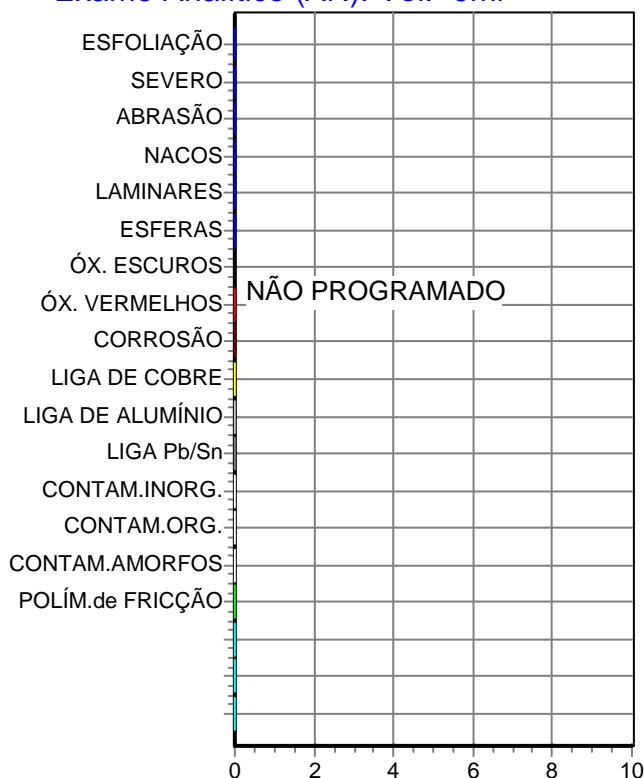 ESFOLIAÇÃO
SEVERO
ABRASÃO
NACOS
LAMINARES
ESFERAS
ÓX. ESCUROS
NÃO PROGRAMADO
ÓX. VERMELHOS
CORROSÃO
LIGA DE COBRE
LIGA DE ALUMÍNIO
LIGA Pb/Sn
CONTAM.INORG.
CONTAM.ORG.
CONTAM.AMORFOS
POLÍM.de FRICÇÃO
0 2 4 6 8 10